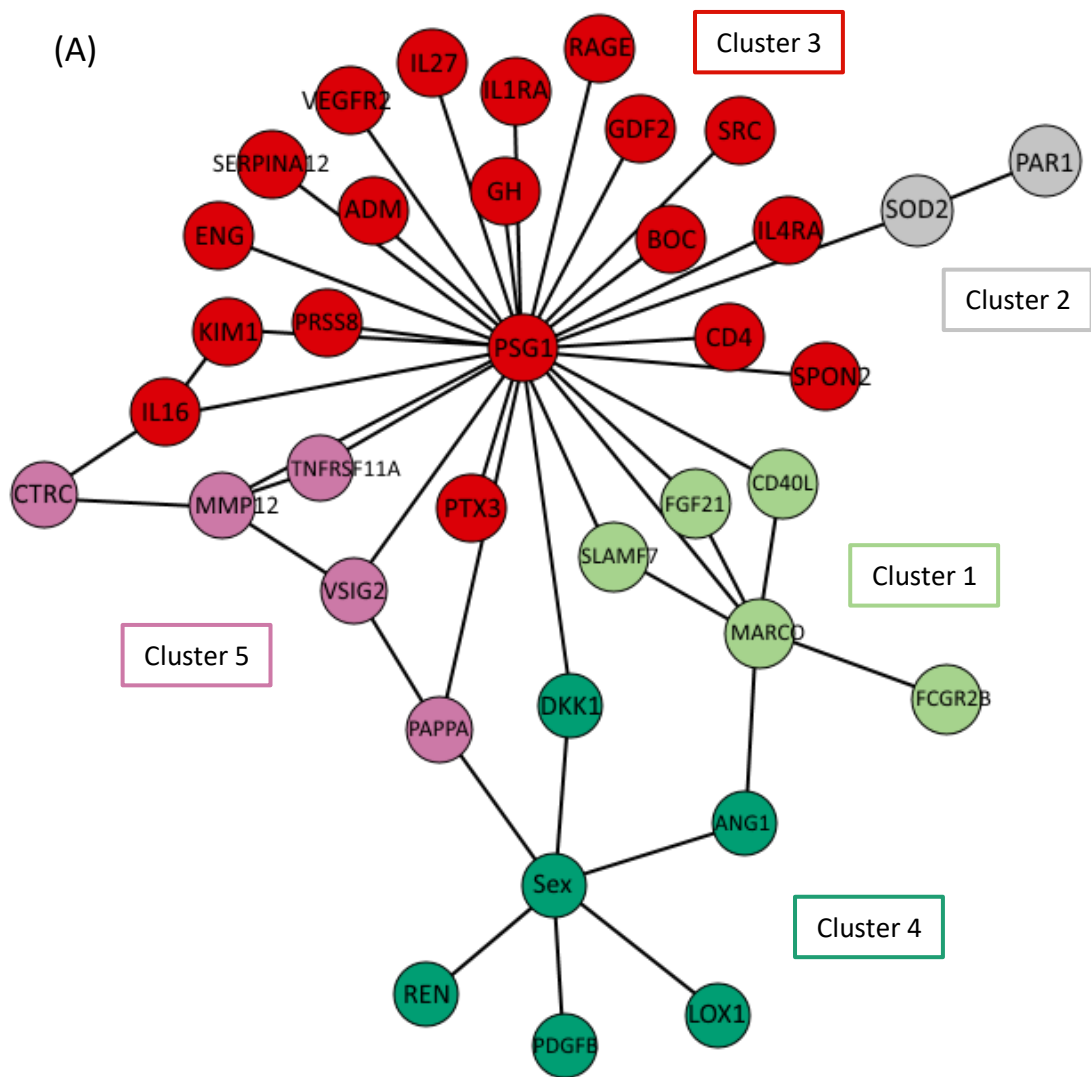 (A)
Cluster 3
RAGE
IL27
IL1RA
VEGFR2
GDF2
SRC
SERPINA12
PAR1
GH
SOD2
ADM
ENG
BOC
IL4RA
Cluster 2
KIM1
PRSS8
PSG1
CD4
SPON2
IL16
CTRC
TNFRSF11A
MMP12
PTX3
FGF21
CD40L
SLAMF7
Cluster 1
VSIG2
MARCO
Cluster 5
FCGR2B
DKK1
PAPPA
ANG1
Sex
Cluster 4
REN
LOX1
PDGFB